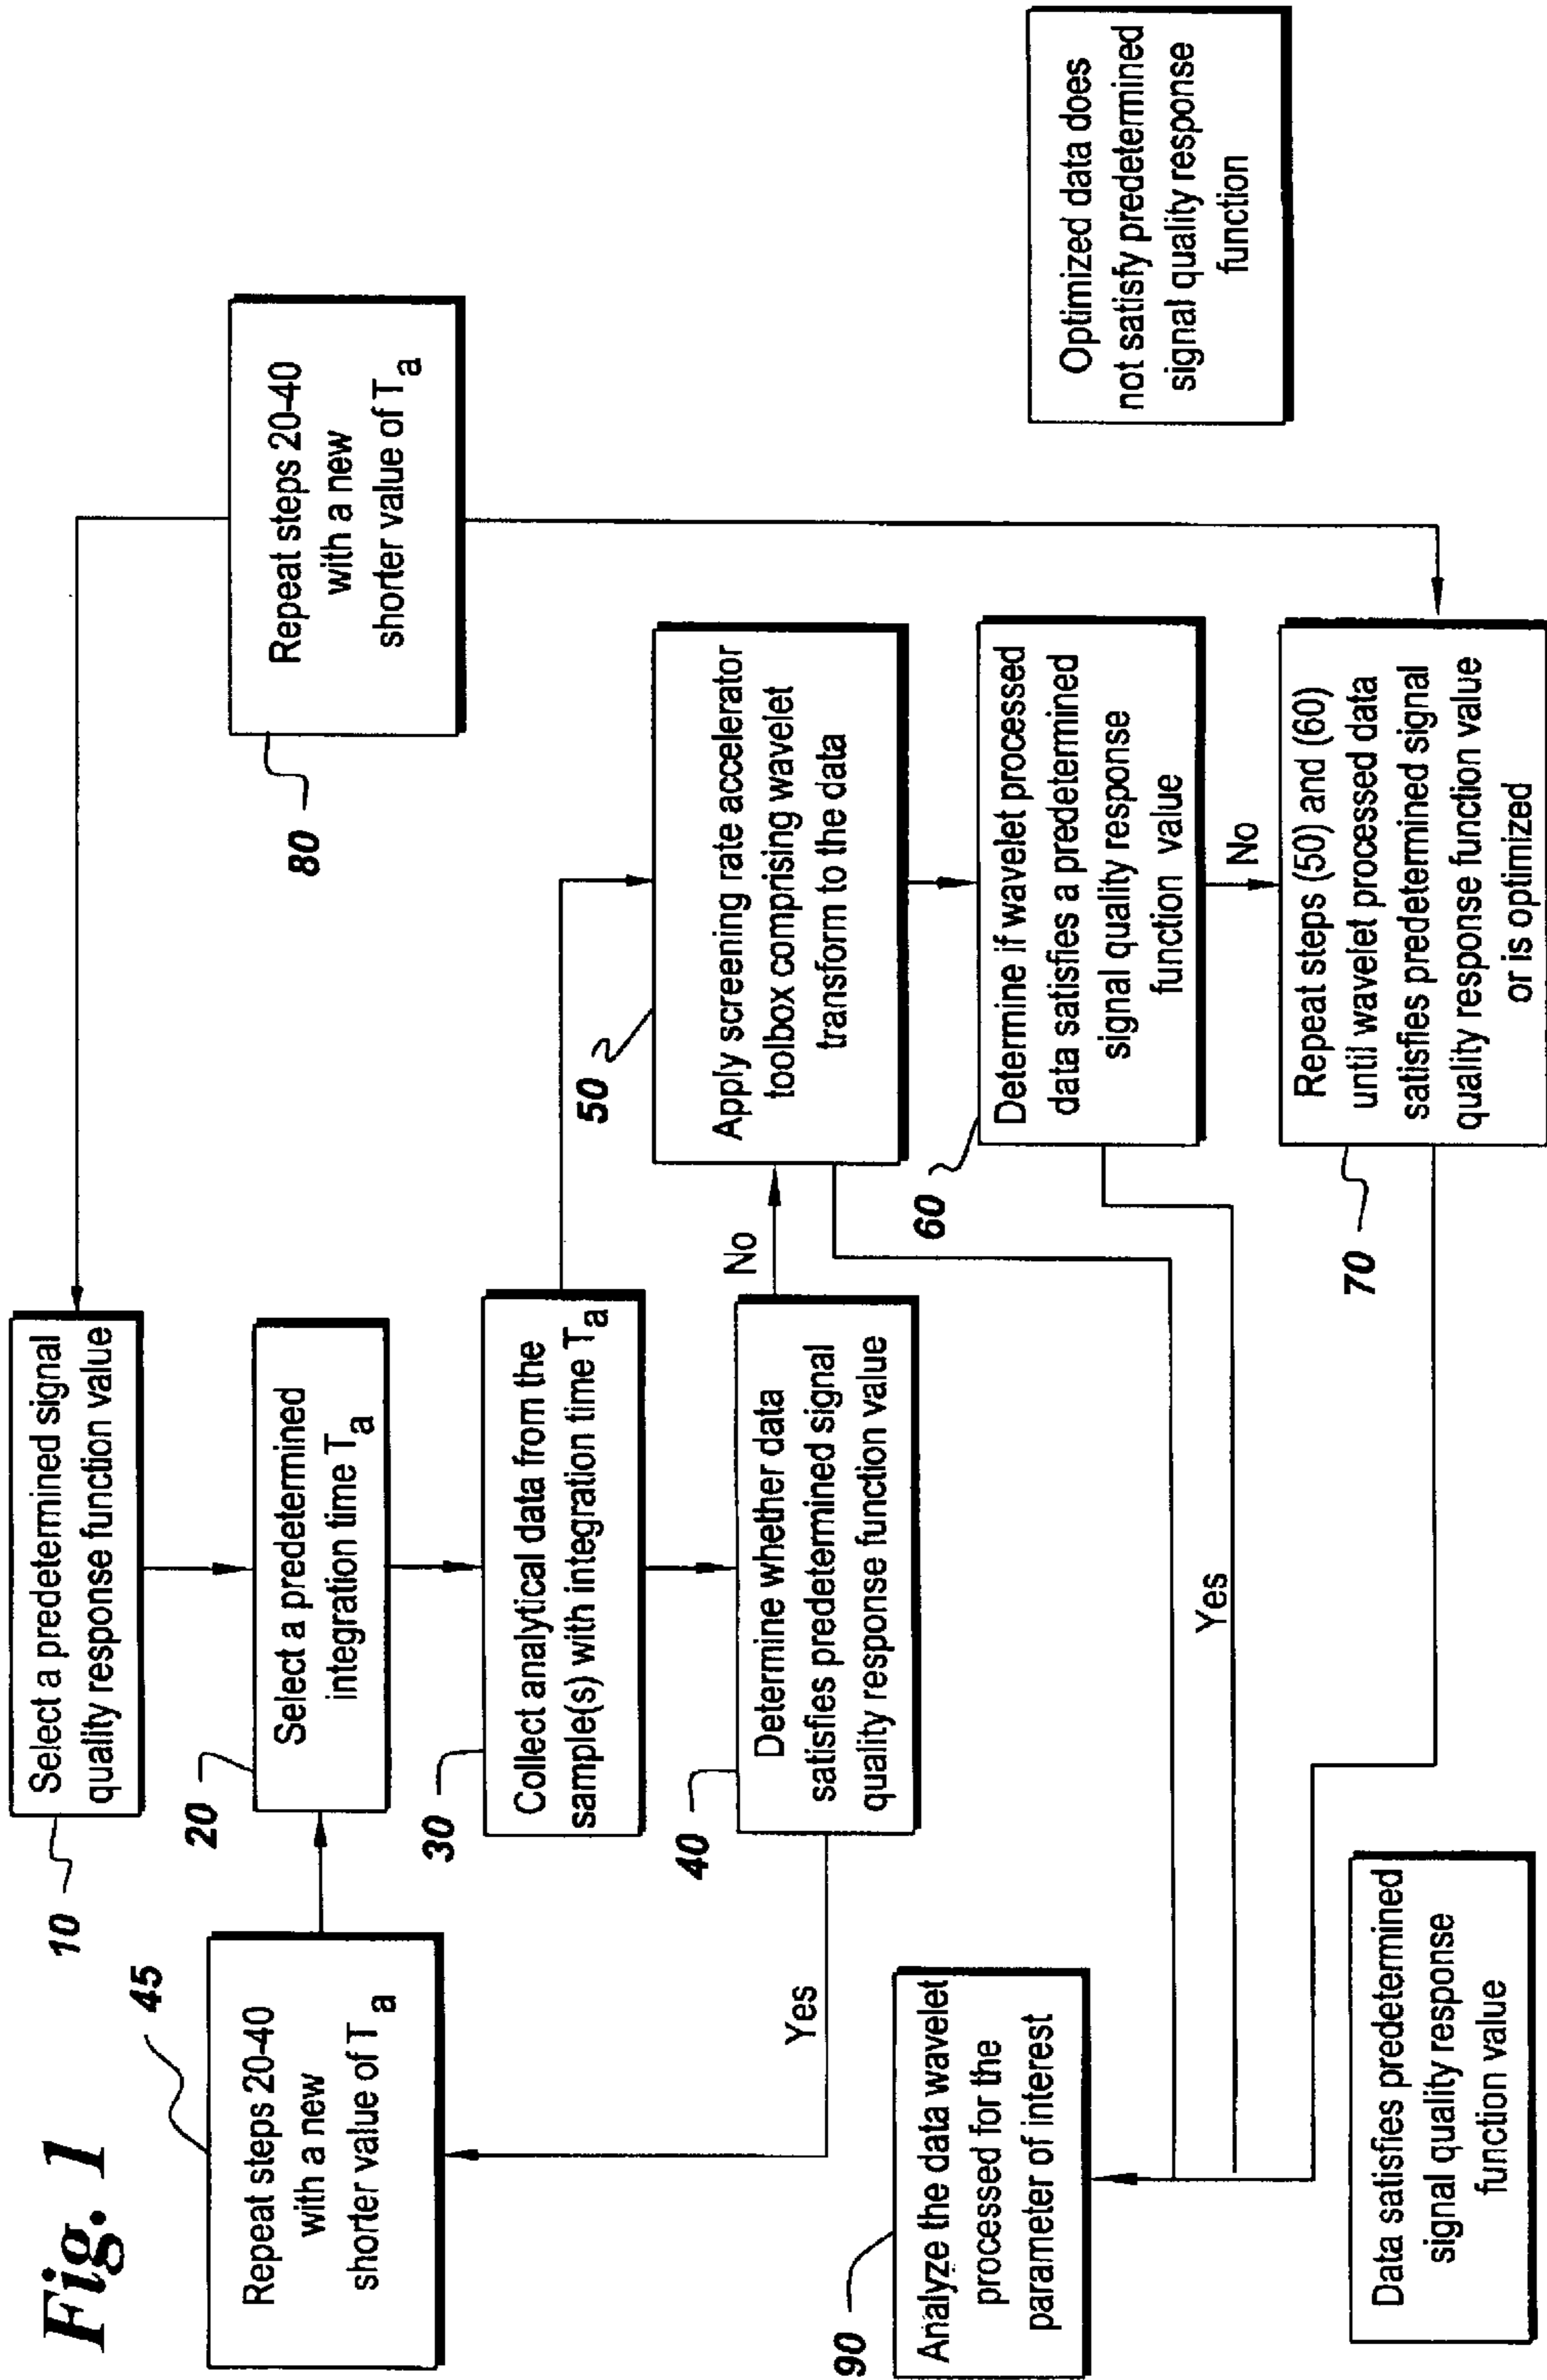 Fig. 1
10
Select a predetermined signal
quality response function value
20
Select a predetermined
integration time Ta
45
Repeat steps 20-40
with a new
shorter value of Ta
80
Repeat steps 20-40
with a new
shorter value of Ta
30
Collect analytical data from the
sample(s) with integration time Ta
40
Determine whether data
satisfies predetermined signal
quality response function value
Yes
No
50
Apply screening rate accelerator
toolbox comprising wavelet
transform to the data
60
Determine if wavelet processed
data satisfies a predetermined
signal quality response
function value
No
Yes
70
Repeat steps (50) and (60)
until wavelet processed data
satisfies predetermined signal
quality response function value
or is optimized
90
Analyze the data wavelet
processed for the
parameter of interest
Data satisfies predetermined
signal quality response
function value
Optimized data does
not satisfy predetermined
signal quality response
function